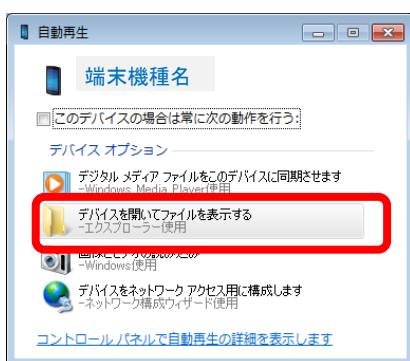 自動再生
端末機種名
このデバイスの場合は常に次の動作を行う:
デバイス オプション
デジタル メディア ファイルをこのデバイスに同期させます
-Windows Media Player使用
デバイスを開いてファイルを表示する
-エクスプローラー使用
-Windows使用
デバイスをネットワーク アクセス用に構成します
-ネットワーク構成ウィザード使用
コントロール パネルで自動再生の詳細を表示します